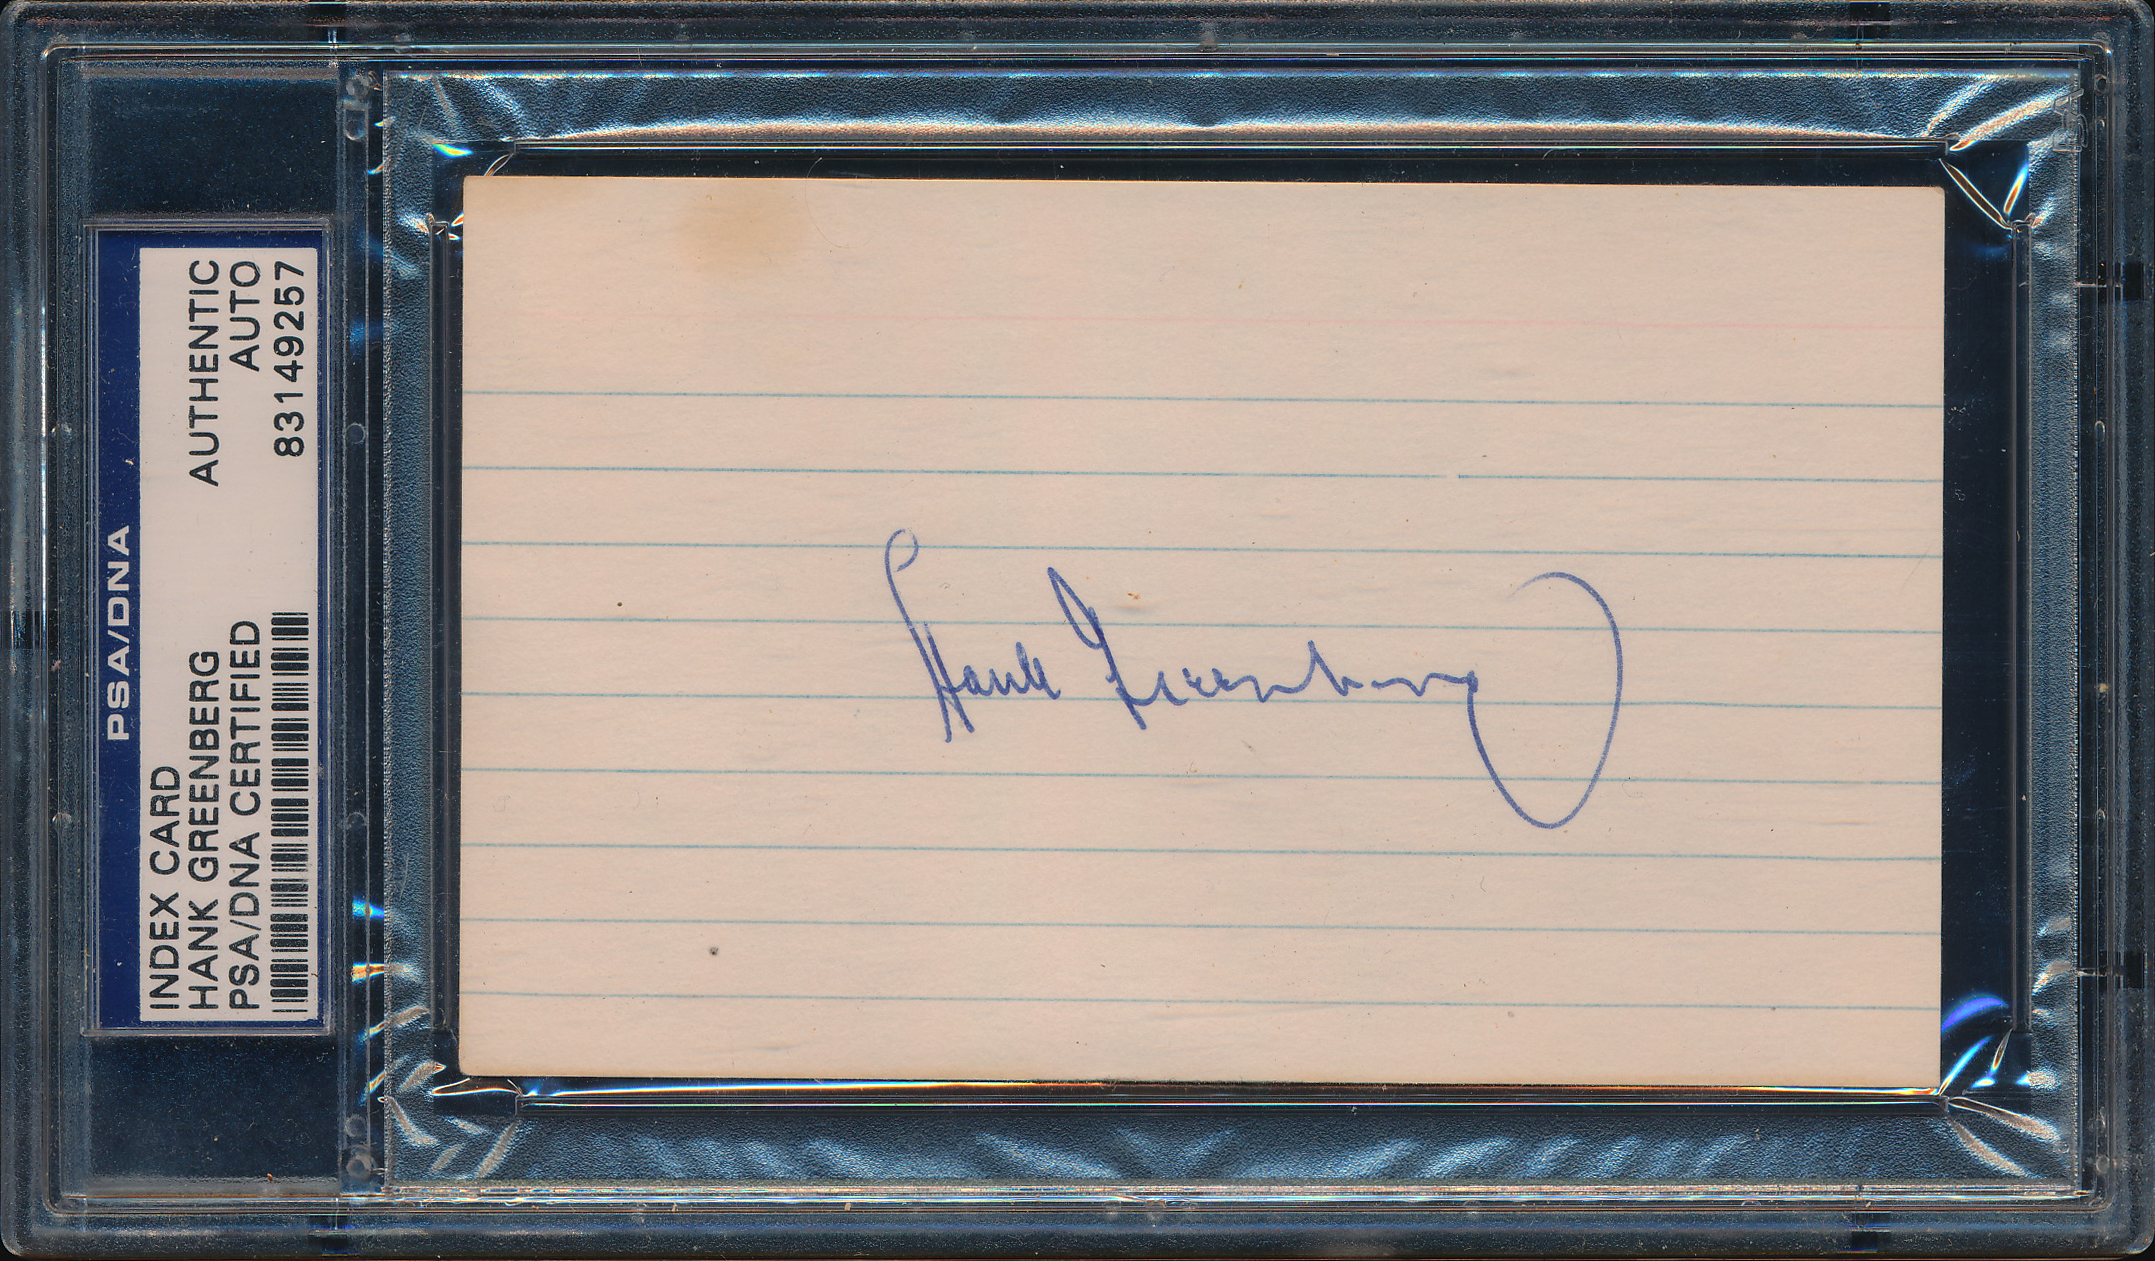 PSA/DNA
INDEX CARD AUTHENTIC
HANK GREENBERG AUTO
PSA/DNA CERTIFIED 83149257
Hank Greenberg